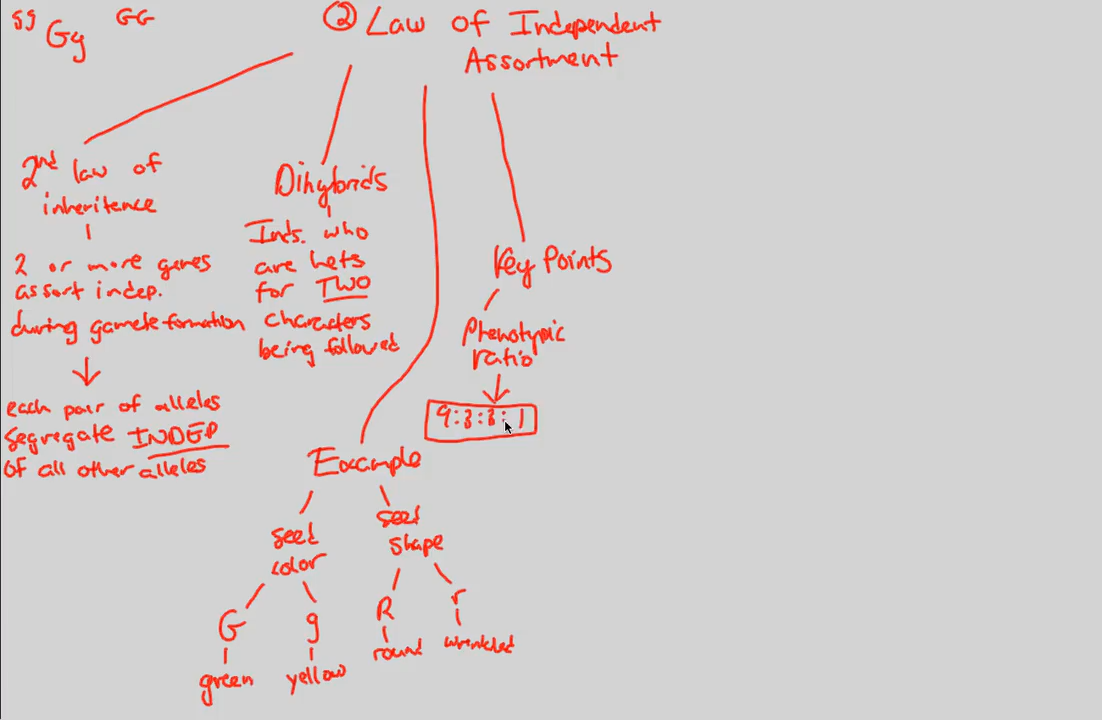 gg Gg GG
② Law of Independent
Assortment
2nd law of
inheritence
2 or more genes
assort indep.
during gamete formation
each pair of alleles
segregate INDEP
of all other alleles
Dihybrids
Inds. who
are hets
for TWO
characters
being followed
Key Points
Phenotypic
ratio
9:3:3:1
Example
seed
color
G
green
g
yellow
seed
shape
R
round
r
wrinkled